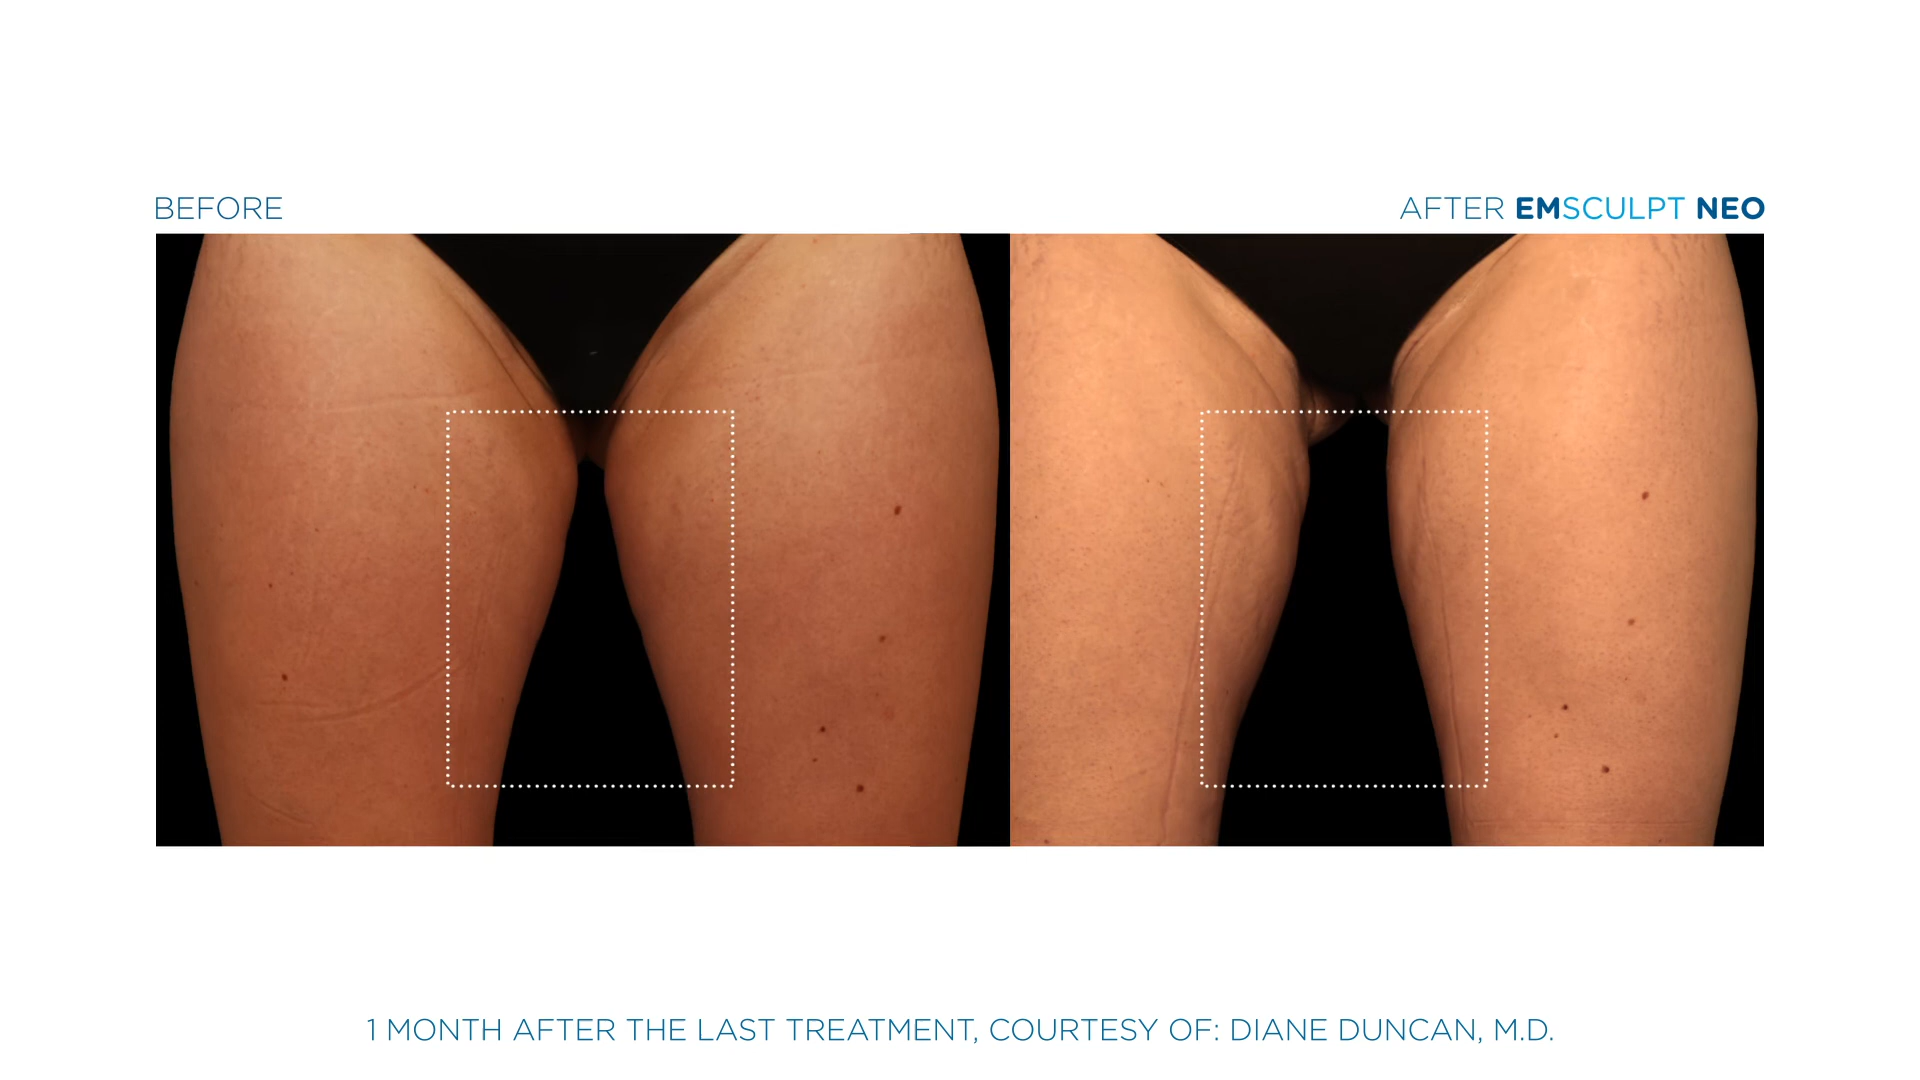 BEFORE
AFTER EMSCULPT NEO
1 MONTH AFTER THE LAST TREATMENT, COURTESY OF: DIANE DUNCAN, M.D.